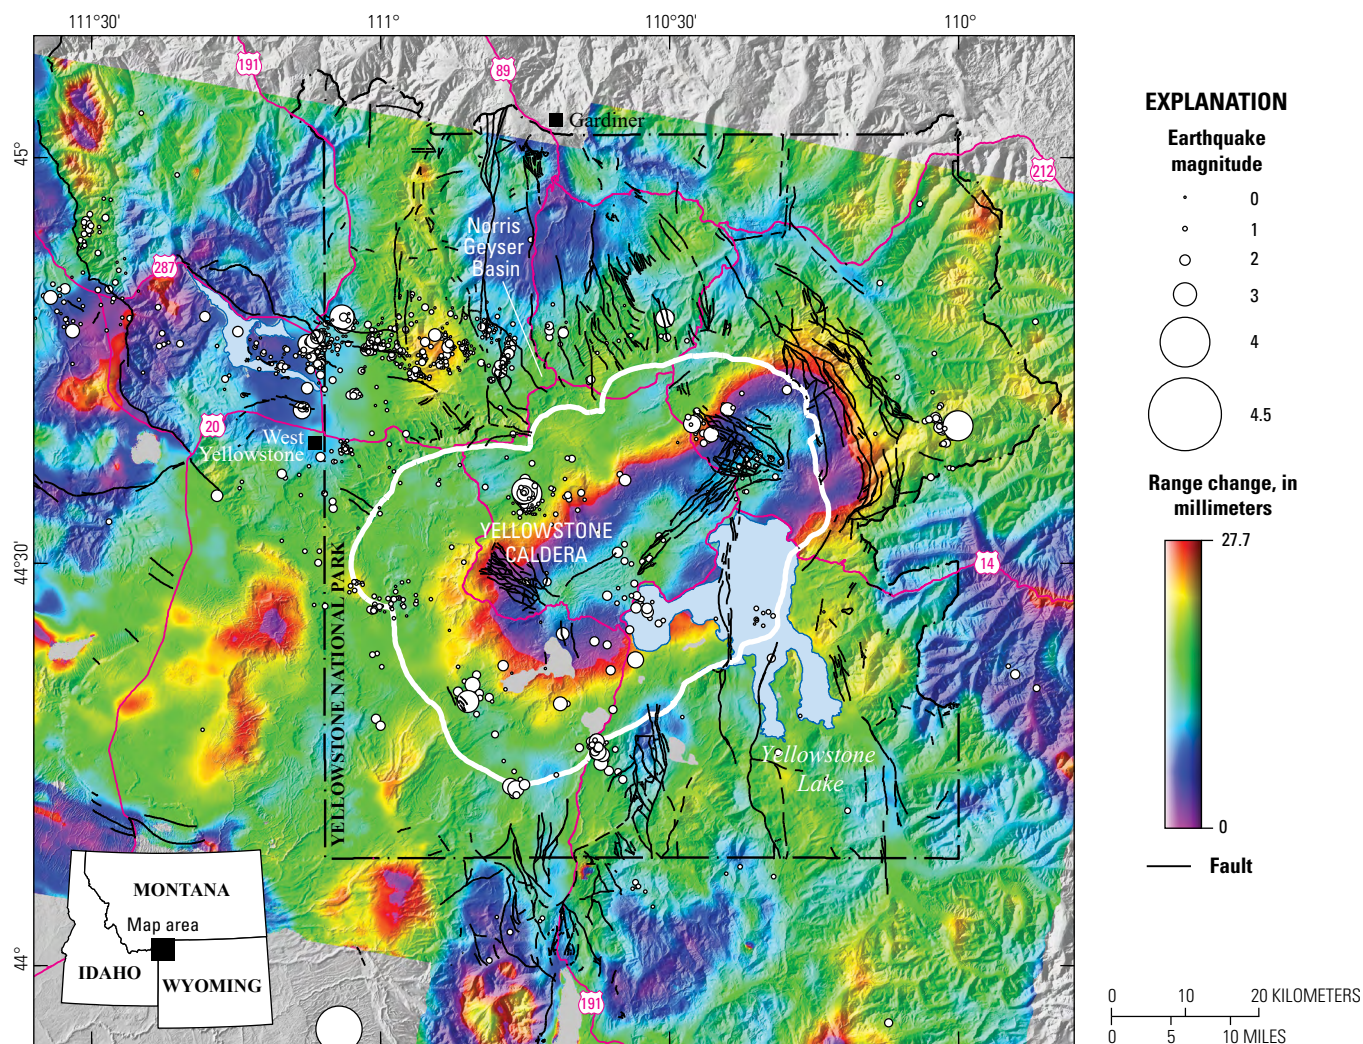 111°30'
111°
110°30'
110°
191
89
Gardiner
45°
212
Norris
Geyser
Basin
287
20
West
Yellowstone
YELLOWSTONE
CALDERA
44°30'
14
YELLOWSTONE NATIONAL PARK
Yellowstone
Lake
MONTANA
Map area
IDAHO
WYOMING
44°
191
EXPLANATION
Earthquake
magnitude
0
1
2
3
4
4.5
Range change, in
millimeters
27.7
0
Fault
0 10 20 KILOMETERS
0 5 10 MILES